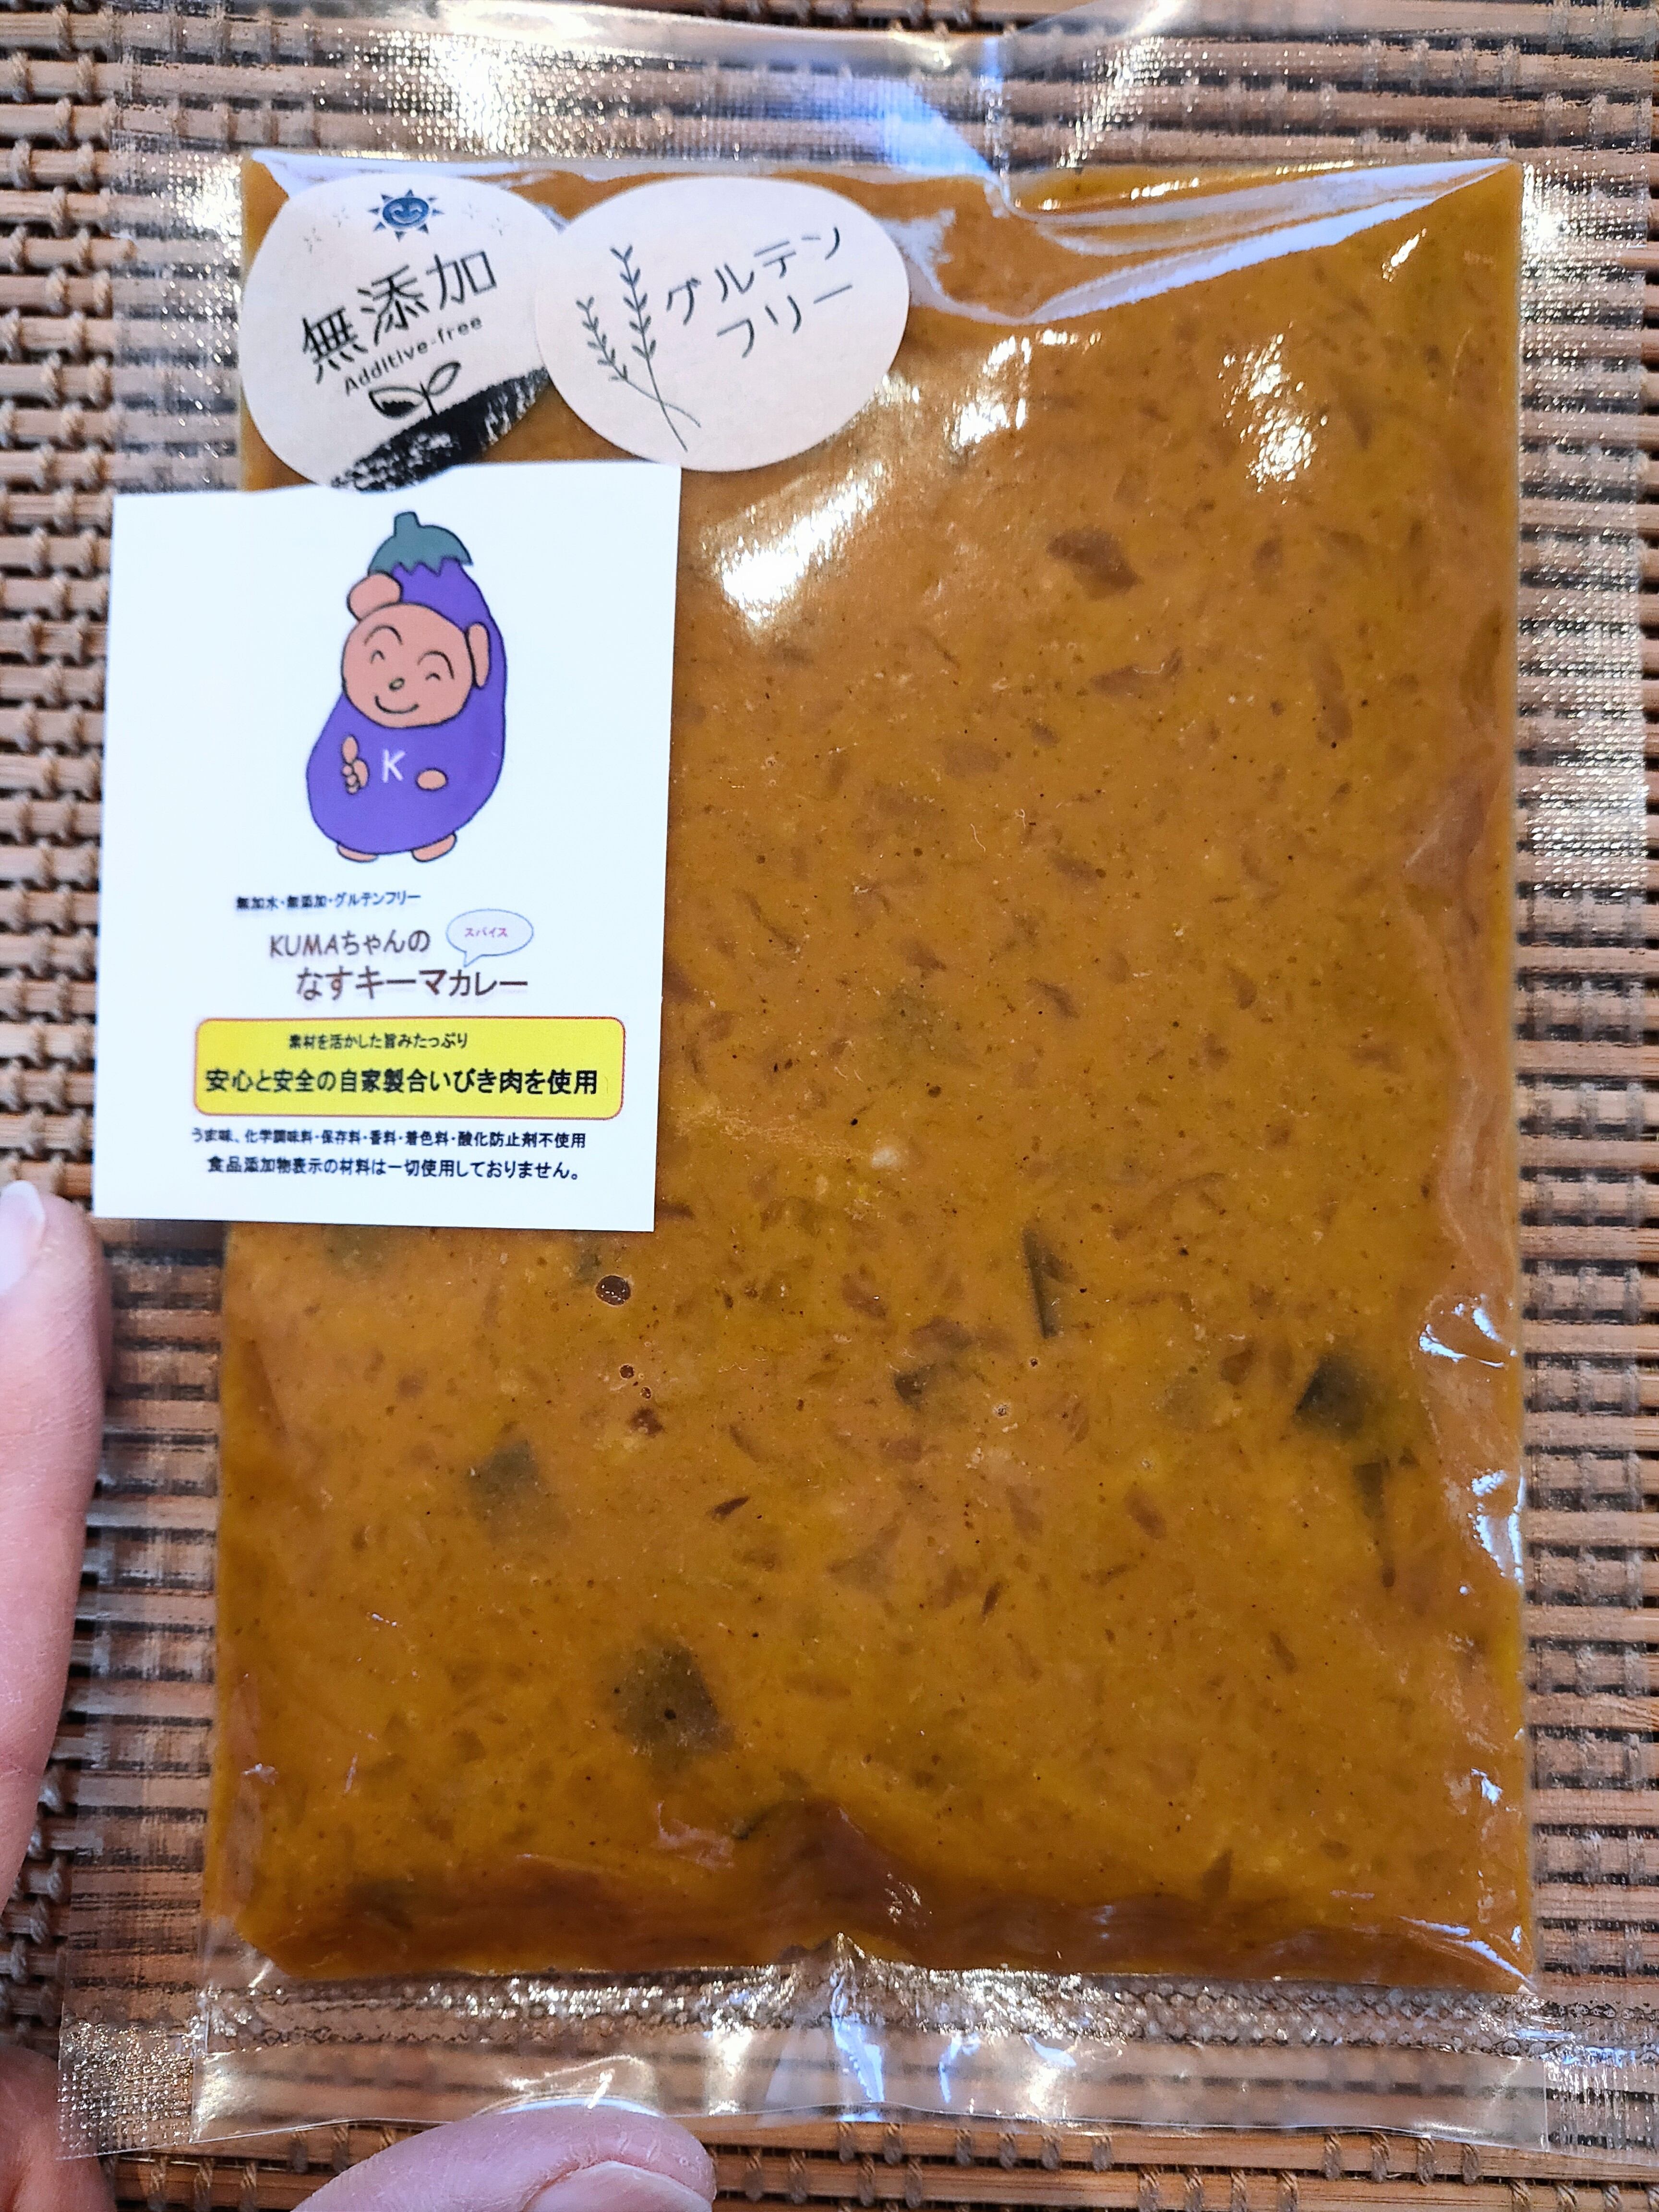 無添加
Additive-free
グルテン
フリー
K
無加水・無添加・グルテンフリー
KUMAちゃんの
スパイス
なすキーマカレー
素材を活かした旨みたっぷり
安心と安全の自家製合いびき肉を使用
うま味、化学調味料・保存料・香料・着色料・酸化防止剤不使用
食品添加物表示の材料は一切使用しておりません。